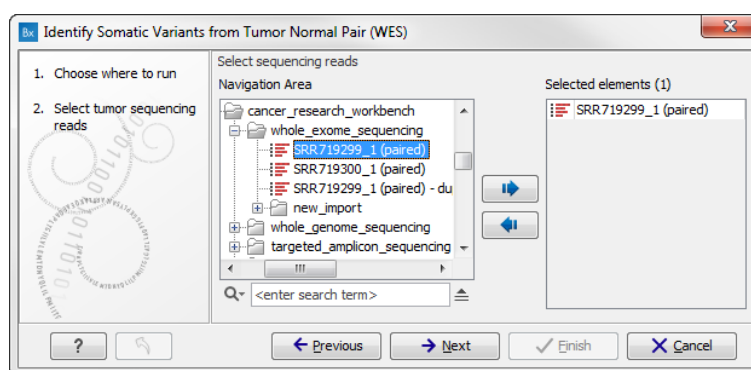 Bx Identify Somatic Variants from Tumor Normal Pair (WES)
1. Choose where to run
2. Select tumor sequencing
reads
Select sequencing reads
Navigation Area
cancer_research_workbench
whole_exome_sequencing
SRR719299_1 (paired)
SRR719300_1 (paired)
SRR719299_1 (paired) - du
new_import
whole_genome_sequencing
targeted_amplicon_sequencing
<enter search term>
Selected elements (1)
SRR719299_1 (paired)
? Previous Next Finish Cancel